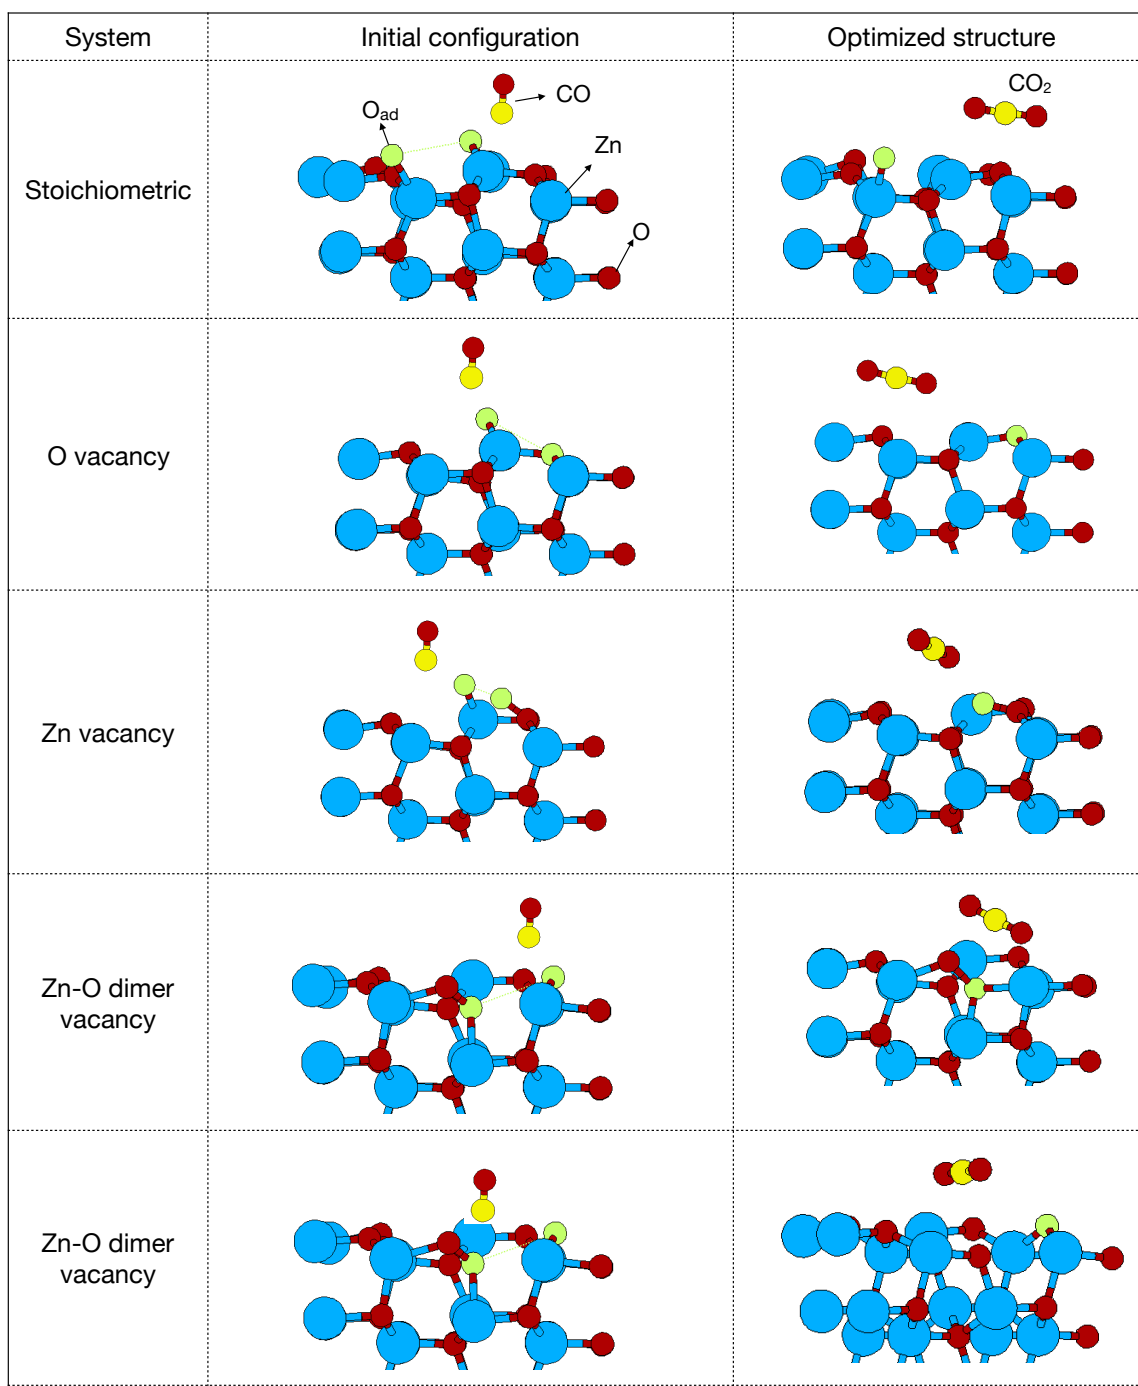 System
Initial configuration
Optimized structure
Stoichiometric
CO
Oad
Zn
O
CO2
O vacancy
Zn vacancy
Zn-O dimer
vacancy
Zn-O dimer
vacancy